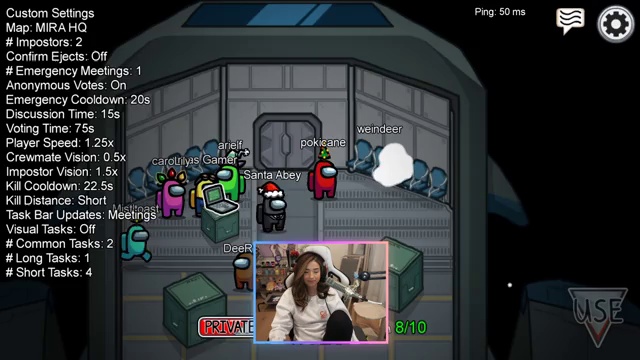 Custom Settings
Map: MIRA HQ
# Impostors: 2
Confirm Ejects: Off
# Emergency Meetings: 1
Anonymous Votes: On
Emergency Cooldown: 20s
Discussion Time: 15s
Voting Time: 75s
Player Speed: 1.25x
Crewmate Vision: 0.5x
Impostor Vision: 1.5x
Kill Cooldown: 22.5s
Kill Distance: Short
Task Bar Updates: Meetings
Visual Tasks: Off
# Common Tasks: 2
# Long Tasks: 1
# Short Tasks: 4
Ping: 50 ms
weindeer
arielf
pokicane
Gamer
Santa Abey
PRIVATE
8/10
USE